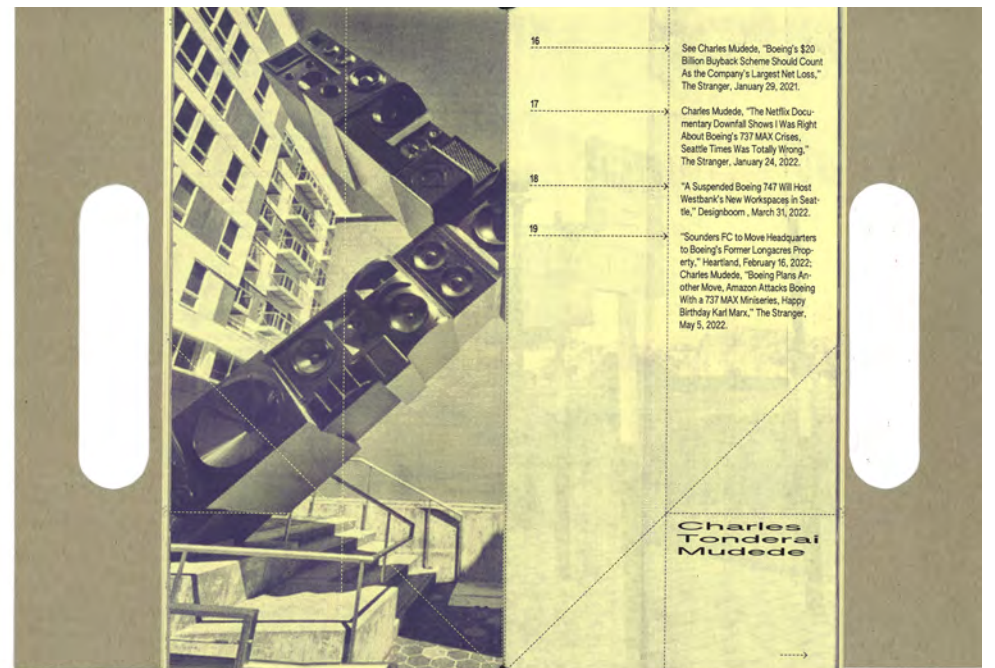 16
See Charles Mudede, “Boeing’s $20
Billion Buyback Scheme Should Count
As the Company’s Largest Net Loss,”
The Stranger, January 29, 2021.
17
Charles Mudede, “The Netflix Docu-
mentary Downfall Shows I Was Right
About Boeing’s 737 MAX Crises,
Seattle Times Was Totally Wrong,”
The Stranger, January 24, 2022.
18
“A Suspended Boeing 747 Will Host
Westbank’s New Workspaces in Seat-
tle,” Designboom , March 31, 2022.
19
“Sounders FC to Move Headquarters
to Boeing’s Former Longacres Prop-
erty,” Heartland, February 16, 2022;
Charles Mudede, “Boeing Plans An-
other Move, Amazon Attacks Boeing
With a 737 MAX Miniseries, Happy
Birthday Karl Marx,” The Stranger,
May 5, 2022.
Charles
Tonderai
Mudede